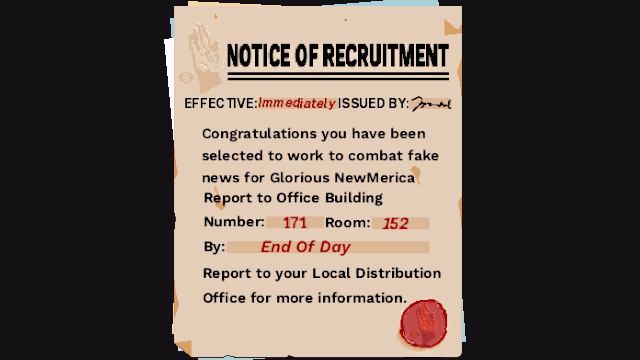 NOTICE OF RECRUITMENT
EFFECTIVE: Immediately ISSUED BY:
Congratulations you have been
selected to work to combat fake
news for Glorious NewMerica
Report to Office Building
Number: 171 Room: 152
By: End Of Day
Report to your Local Distribution
Office for more information.